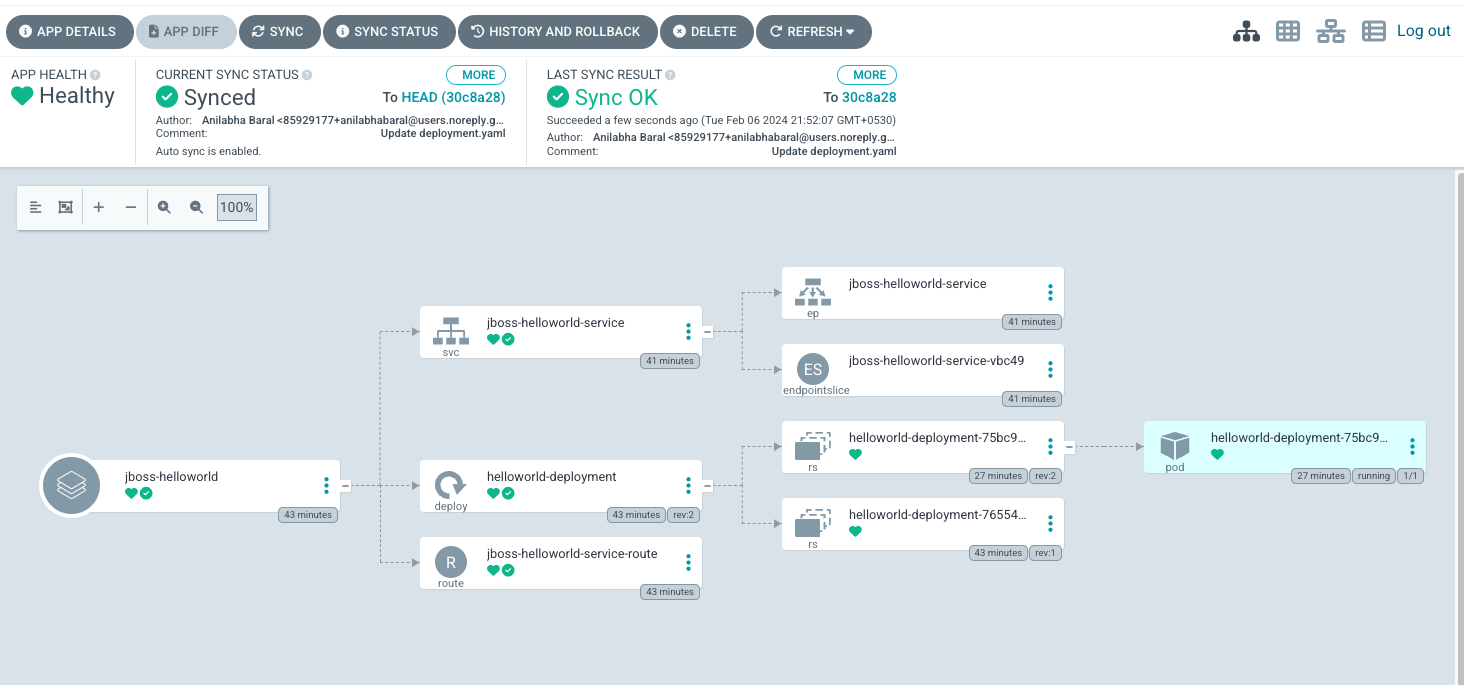 APP DETAILS APP DIFF SYNC SYNC STATUS HISTORY AND ROLLBACK DELETE REFRESH Log out
APP HEALTH
Healthy
CURRENT SYNC STATUS MORE
Synced To HEAD (30c8a28)
Author: Anilabha Baral <85929177+anilabhabaral@users.noreply.g...
Comment: Update deployment.yaml
Auto sync is enabled.
LAST SYNC RESULT MORE
Sync OK To 30c8a28
Succeeded a few seconds ago (Tue Feb 06 2024 21:52:07 GMT+0530)
Author: Anilabha Baral <85929177+anilabhabaral@users.noreply.g...
Comment: Update deployment.yaml
100%
jboss-helloworld
43 minutes
jboss-helloworld-service
svc
41 minutes
helloworld-deployment
deploy
43 minutes rev:2
jboss-helloworld-service-route
R
route
43 minutes
jboss-helloworld-service
ep
41 minutes
jboss-helloworld-service-vbc49
ES
endpointslice
41 minutes
helloworld-deployment-75bc9...
rs
27 minutes rev:2
helloworld-deployment-76554...
rs
43 minutes rev:1
helloworld-deployment-75bc9...
pod
27 minutes running 1/1